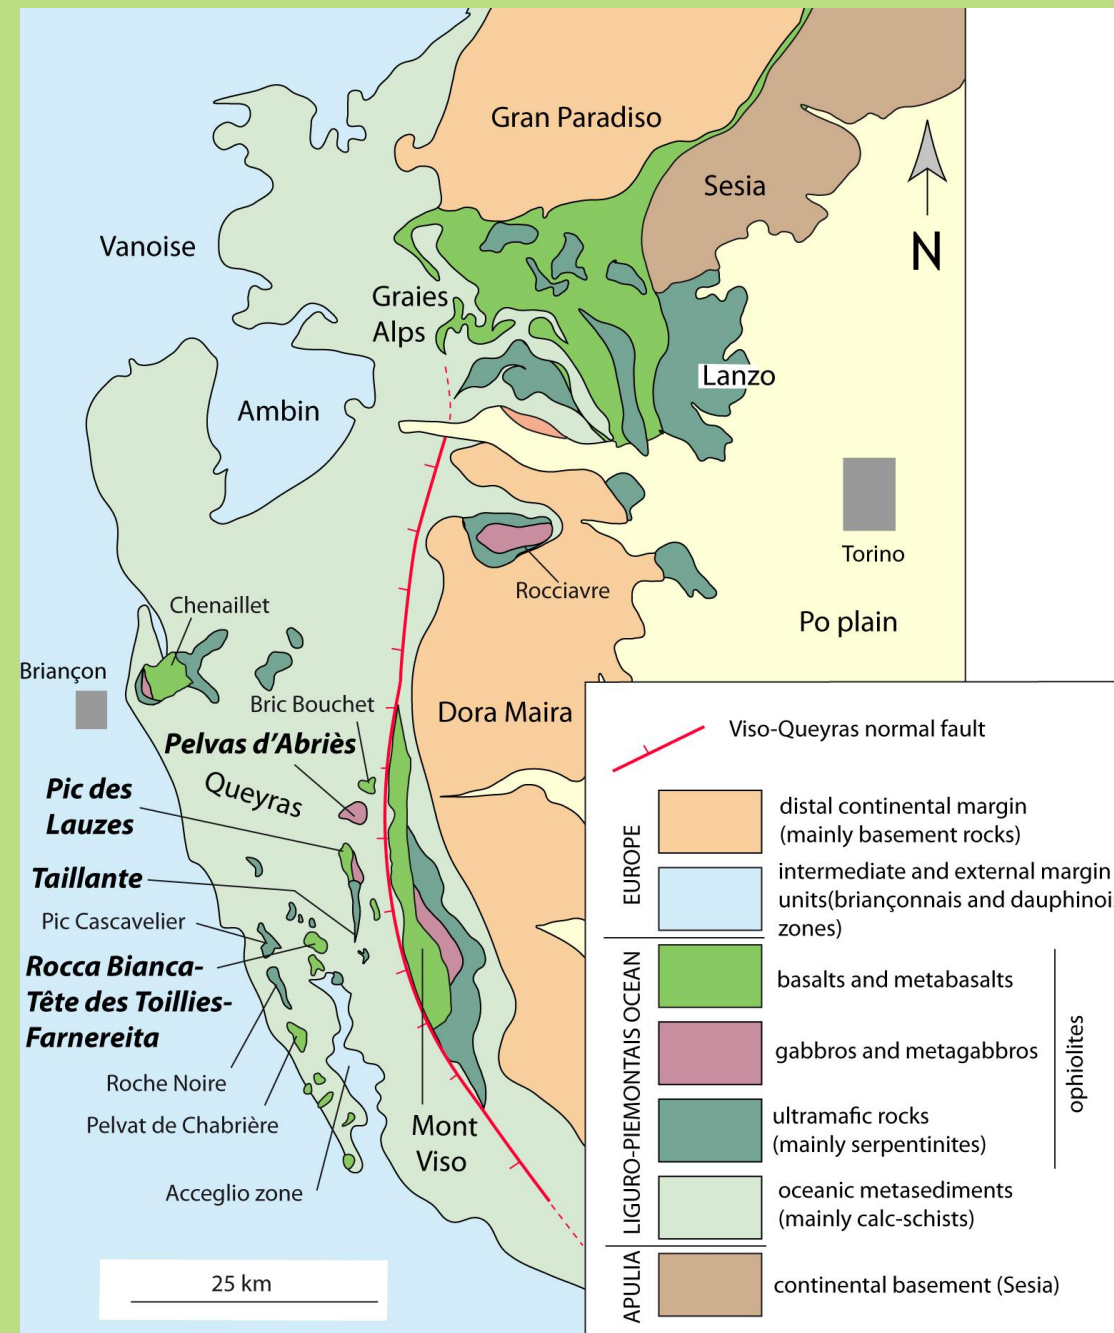 Gran Paradiso
Sesia
N
Vanoise
Graies
Alps
Lanzo
Ambin
Torino
Rocciavre
Chenaillet
Po plain
Briançon
Bric Bouchet
Dora Maira
Pelvas d’Abriès
Queyras
Pic des
Lauzes
Taillante
Pic Cascavelier
Rocca Bianca-
Tête des Toillies-
Farnereita
Roche Noire
Pelvat de Chabrière
Mont
Viso
Acceglio zone
25 km
Viso-Queyras normal fault
EUROPE
distal continental margin
(mainly basement rocks)
intermediate and external margin
units(briançonnais and dauphinois
zones)
LIGURO-PIEMONTAIS OCEAN
basalts and metabasalts
gabbros and metagabbros
ultramafic rocks
(mainly serpentinites)
ophiolites
oceanic metasediments
(mainly calc-schists)
APULIA
continental basement (Sesia)